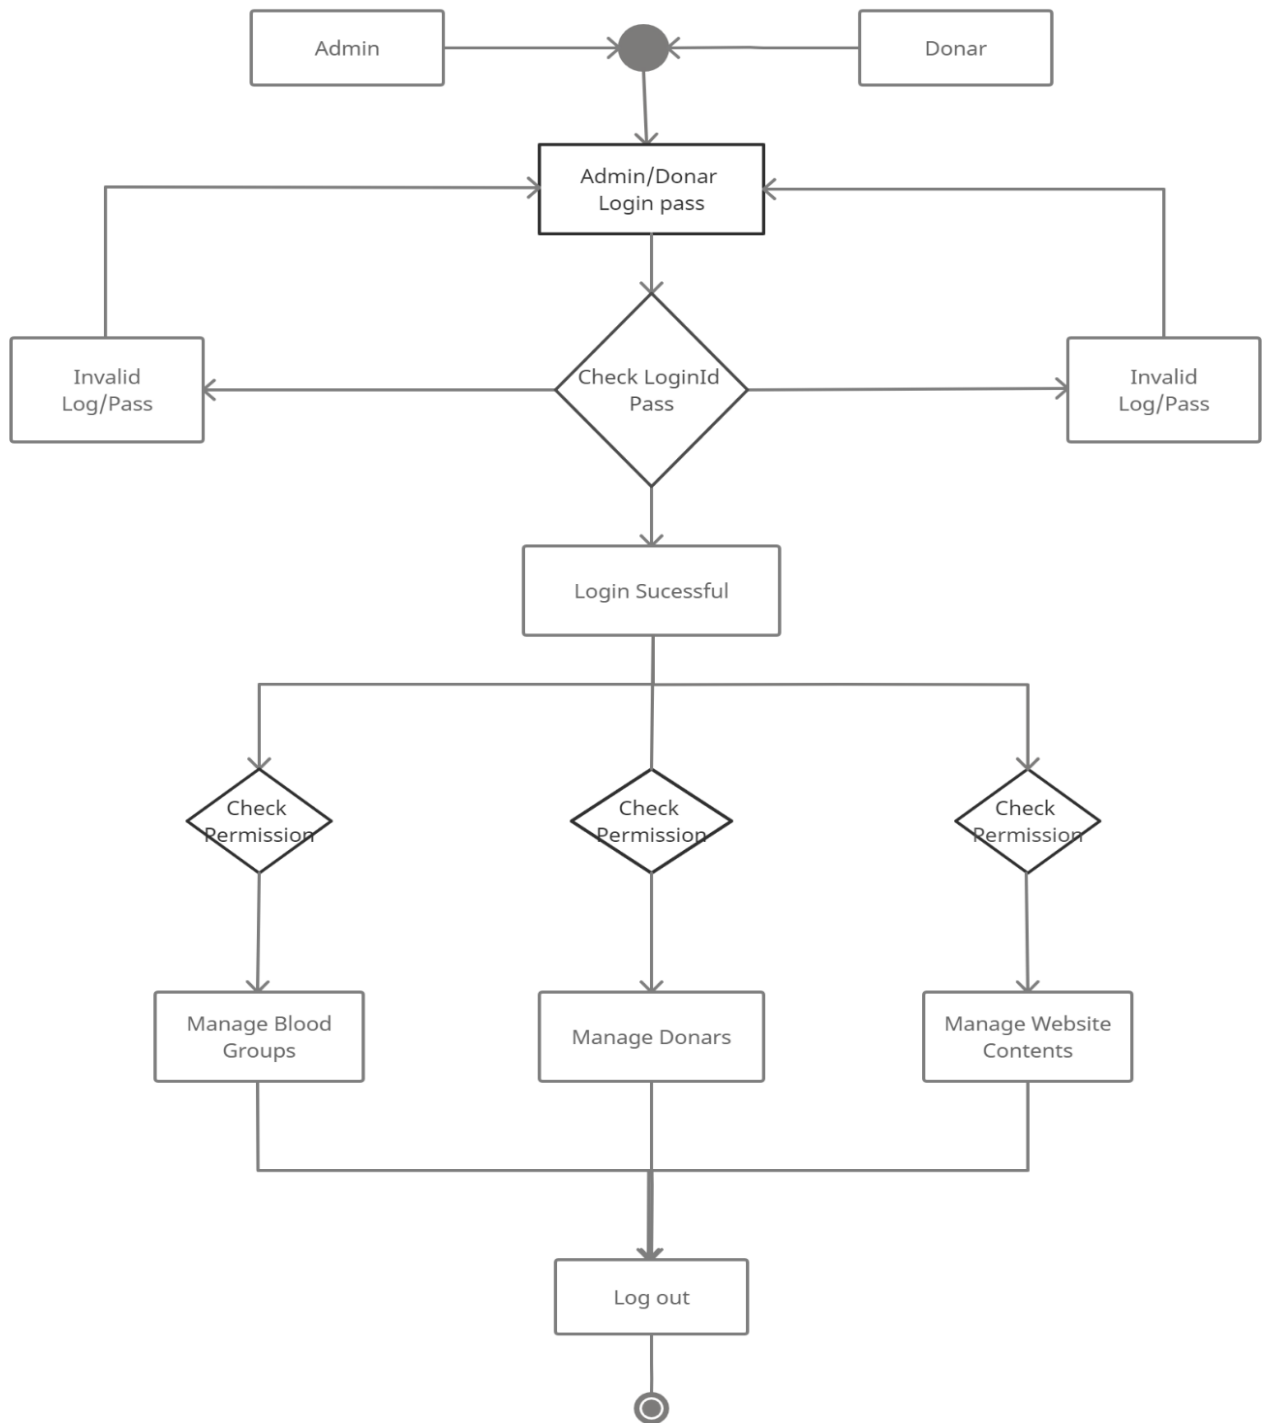 Admin
Donar
Admin/Donar
Login pass
Invalid
Log/Pass
Check LoginId
Pass
Invalid
Log/Pass
Login Sucessful
Check
Permission
Check
Permission
Check
Permission
Manage Blood
Groups
Manage Donars
Manage Website
Contents
Log out